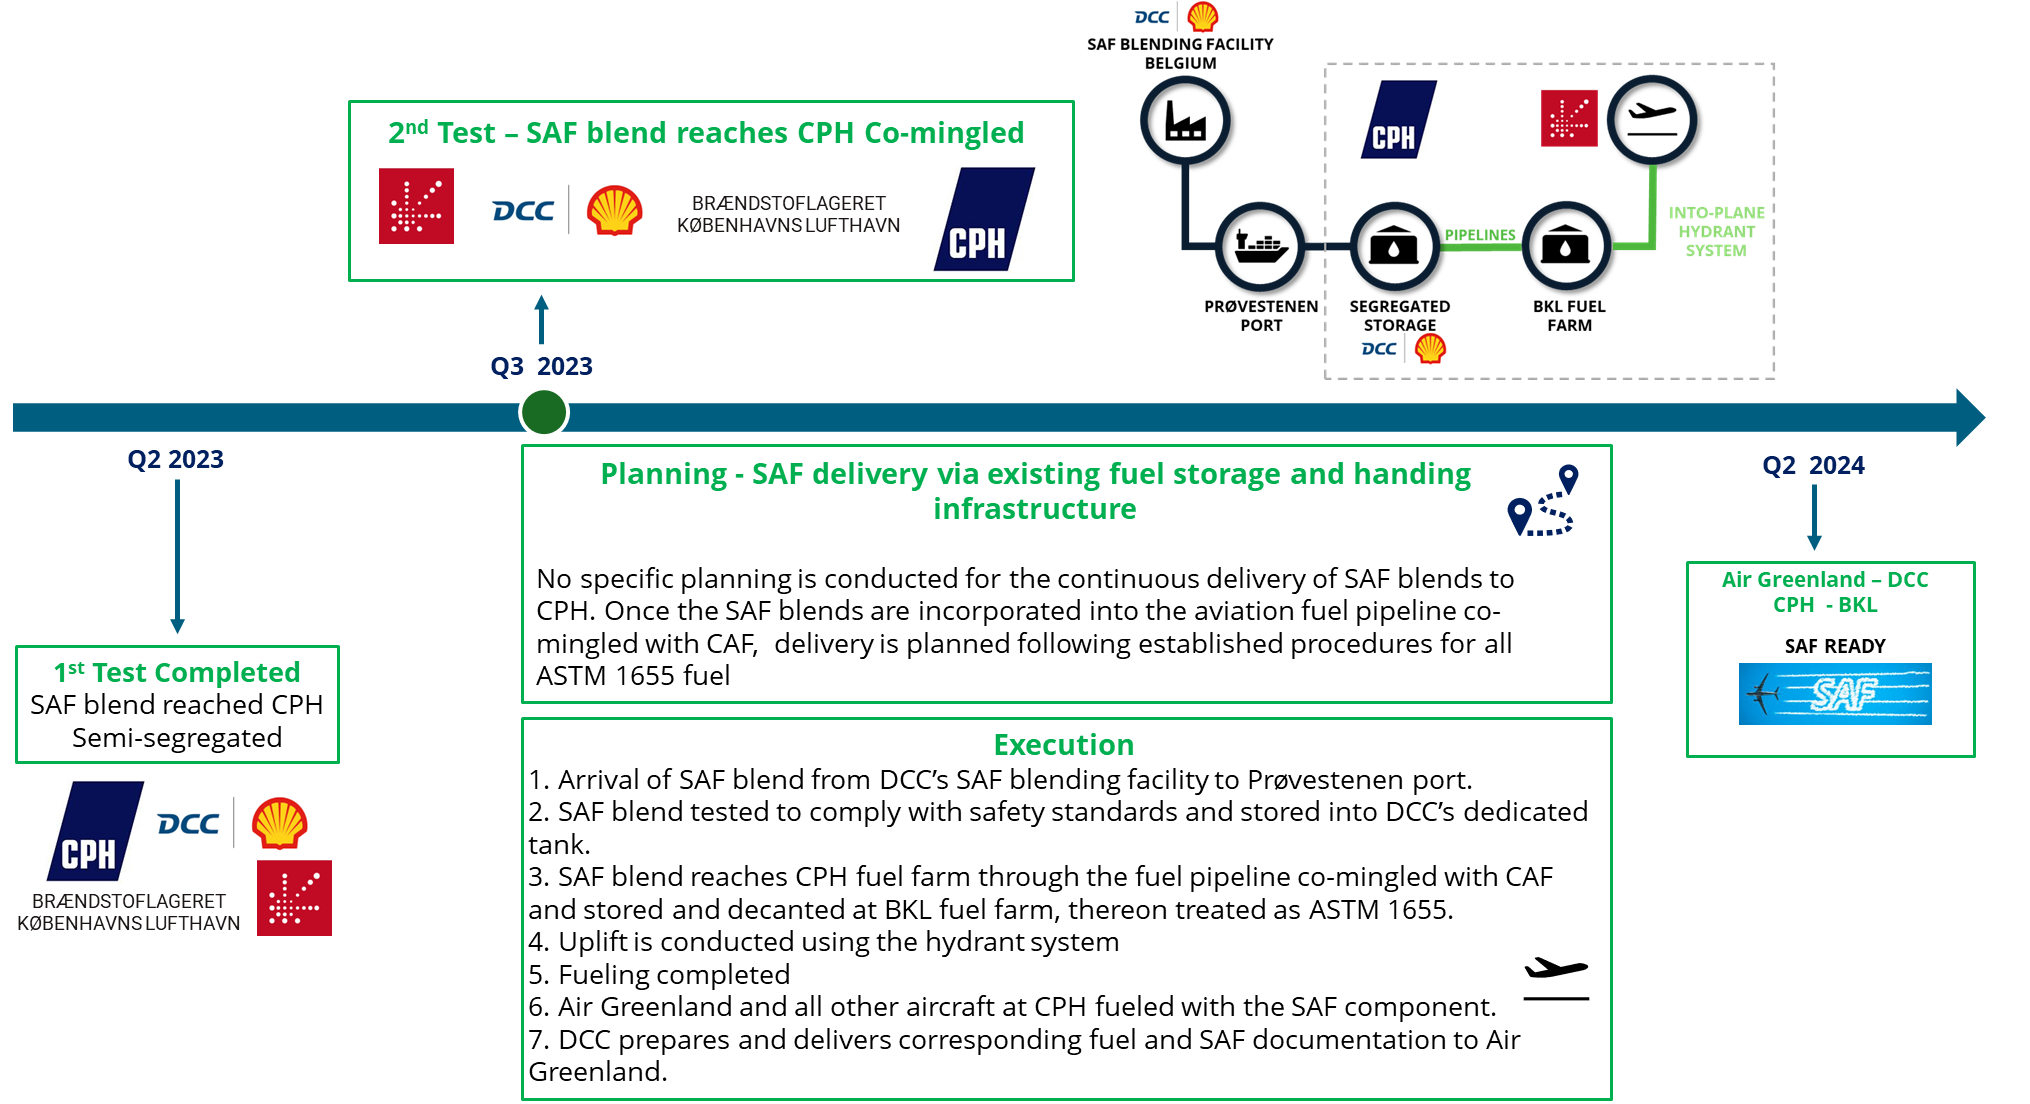 DCC
SAF BLENDING FACILITY
BELGIUM
2nd Test – SAF blend reaches CPH Co-mingled
DCC
BRÆNDSTOFLAGERET
KØBENHAVNS LUFTHAVN
CPH
CPH
PIPELINES
INTO-PLANE
HYDRANT
SYSTEM
PRØVESTENEN
PORT
SEGREGATED
STORAGE
DCC
BKL FUEL
FARM
Q3 2023
Q2 2023
1st Test Completed
SAF blend reached CPH
Semi-segregated
CPH
DCC
BRÆNDSTOFLAGERET
KØBENHAVNS LUFTHAVN
Planning - SAF delivery via existing fuel storage and handing
infrastructure
No specific planning is conducted for the continuous delivery of SAF blends to
CPH. Once the SAF blends are incorporated into the aviation fuel pipeline co-
mingled with CAF, delivery is planned following established procedures for all
ASTM 1655 fuel
Execution
1. Arrival of SAF blend from DCC’s SAF blending facility to Prøvestenen port.
2. SAF blend tested to comply with safety standards and stored into DCC’s dedicated
tank.
3. SAF blend reaches CPH fuel farm through the fuel pipeline co-mingled with CAF
and stored and decanted at BKL fuel farm, thereon treated as ASTM 1655.
4. Uplift is conducted using the hydrant system
5. Fueling completed
6. Air Greenland and all other aircraft at CPH fueled with the SAF component.
7. DCC prepares and delivers corresponding fuel and SAF documentation to Air
Greenland.
Q2 2024
Air Greenland – DCC
CPH - BKL
SAF READY
SAF